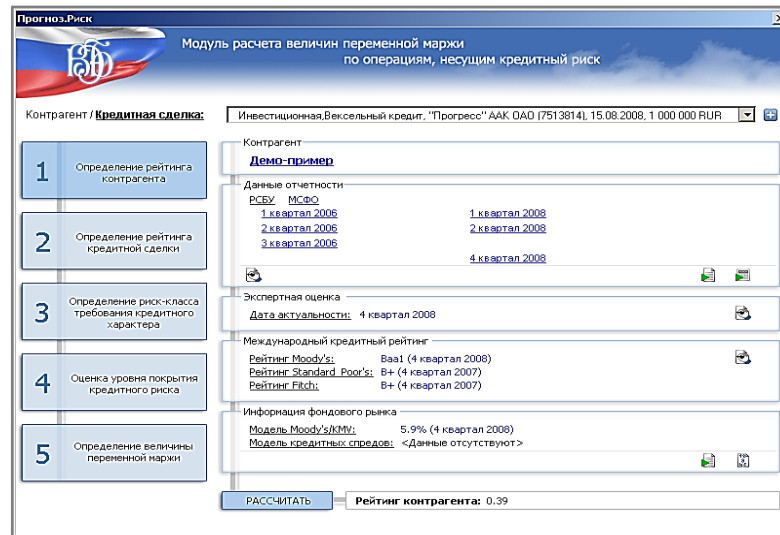 Прогноз.Риск
Модуль расчета величин переменной маржи
по операциям, несущим кредитный риск
Контрагент / Кредитная сделка:
Инвестиционная,Вексельный кредит, "Прогресс" ААК ОАО (7513814), 15.08.2008, 1 000 000 RUR
1
Определение рейтинга
контрагента
2
Определение рейтинга
кредитной сделки
3
Определение риск-класса
требования кредитного
характера
4
Оценка уровня покрытия
кредитного риска
5
Определение величины
переменной маржи
Контрагент
Демо-пример
Данные отчетности
РСБУ МСФО
1 квартал 2006 1 квартал 2008
2 квартал 2006 2 квартал 2008
3 квартал 2006
4 квартал 2008
Экспертная оценка
Дата актуальности: 4 квартал 2008
Международный кредитный рейтинг
Рейтинг Moody's: Baa1 (4 квартал 2008)
Рейтинг Standard Poor's: B+ (4 квартал 2007)
Рейтинг Fitch: B+ (4 квартал 2007)
Информация фондового рынка
Модель Moody's/KMV: 5.9% (4 квартал 2008)
Модель кредитных спредов: <Данные отсутствуют>
РАССЧИТАТЬ
Рейтинг контрагента: 0.39